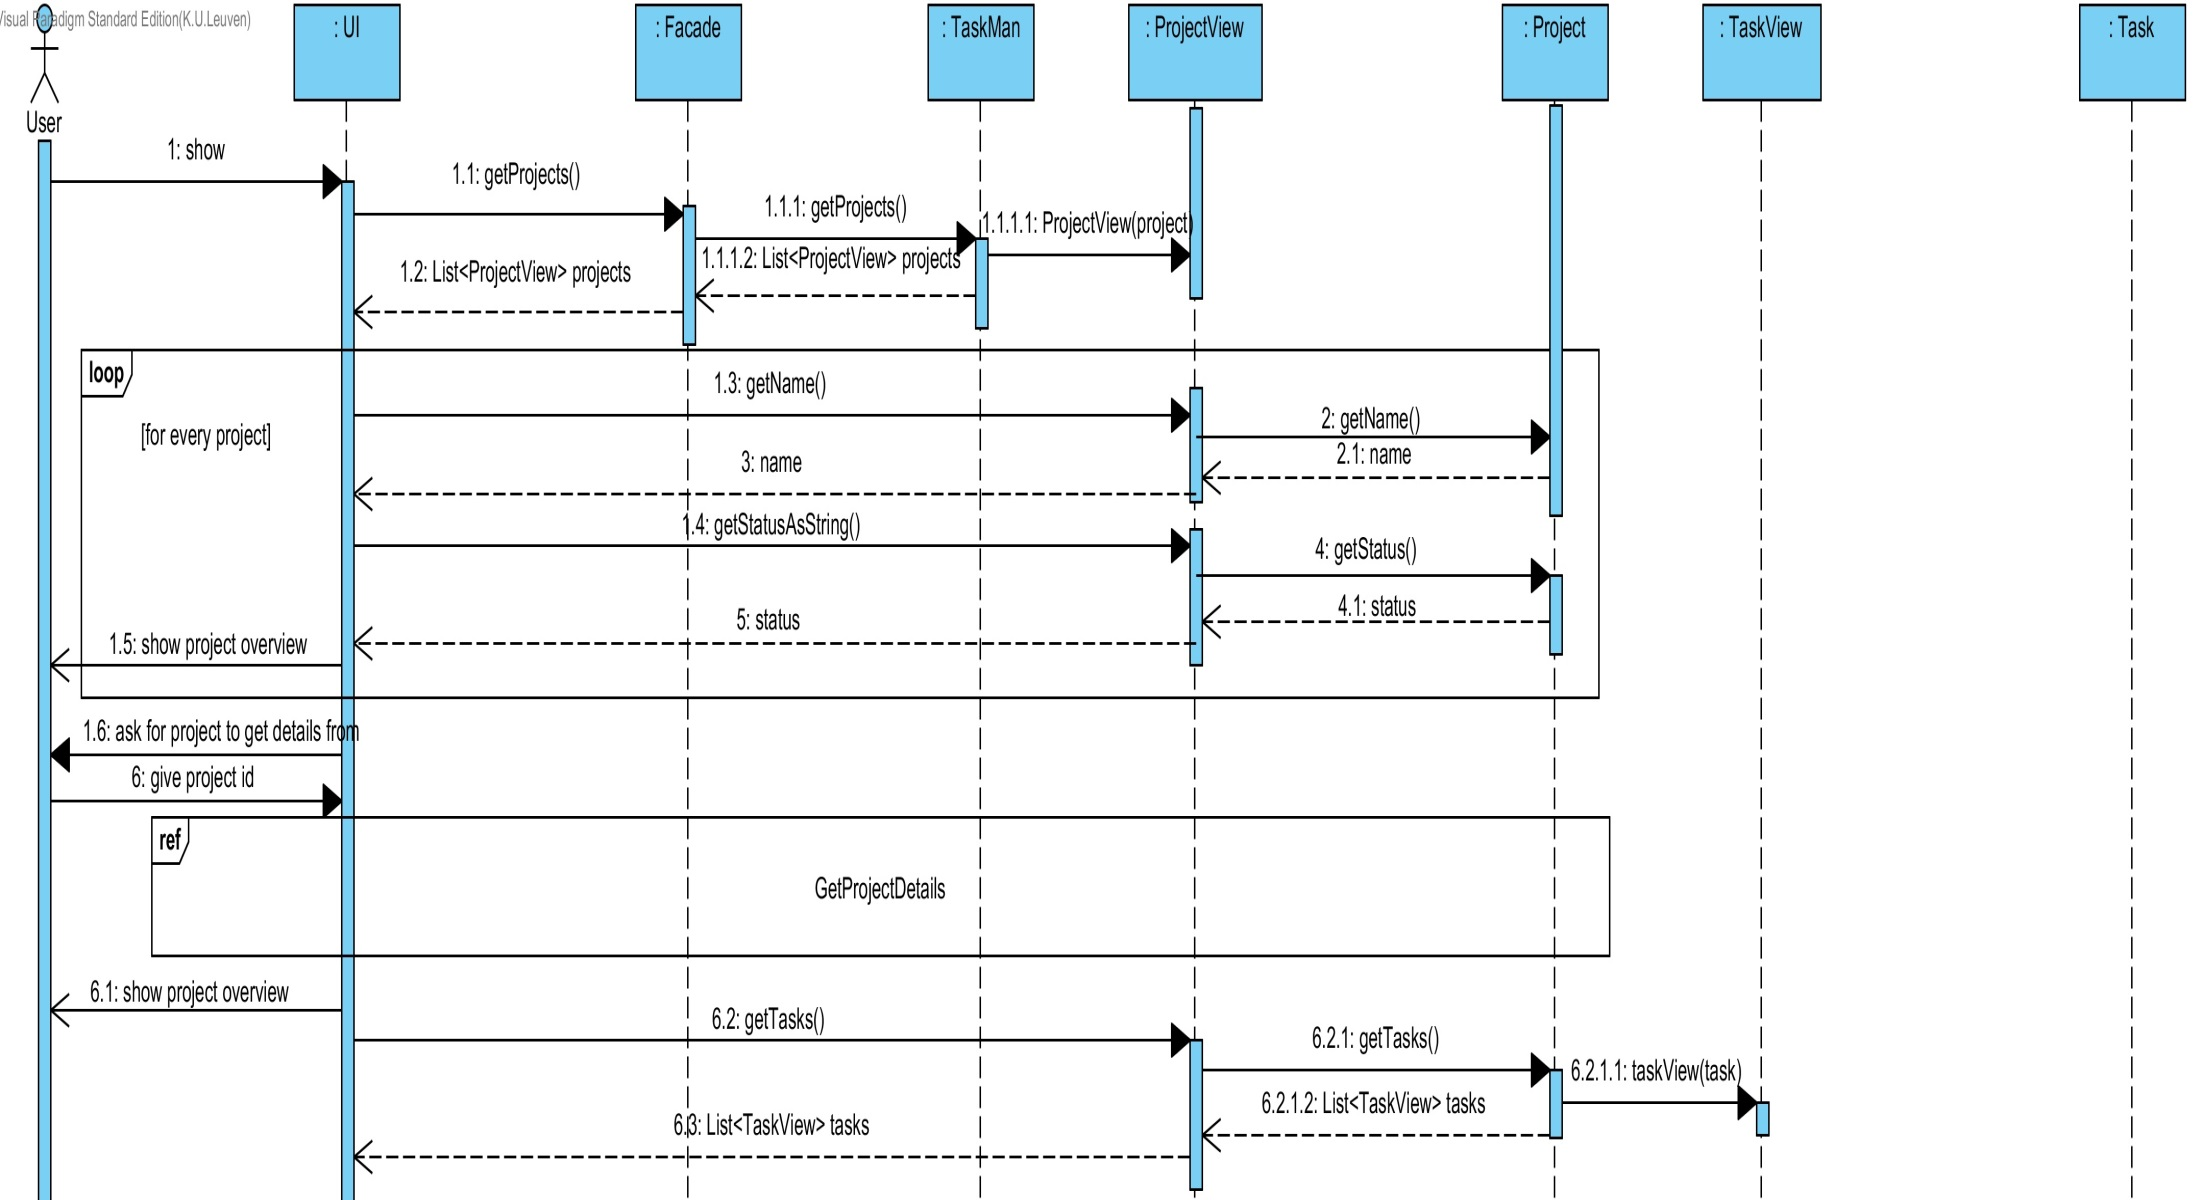 Visual Paradigm Standard Edition(K.U.Leuven)
: UI
: Facade
: TaskMan
: ProjectView
: Project
: TaskView
: Task
User
1: show
1.1: getProjects()
1.1.1: getProjects()
1.1.1.1: ProjectView(project)
1.1.1.2: List<ProjectView> projects
1.2: List<ProjectView> projects
loop
[for every project]
1.3: getName()
2: getName()
2.1: name
3: name
1.4: getStatusAsString()
4: getStatus()
4.1: status
5: status
1.5: show project overview
1.6: ask for project to get details from
6: give project id
ref
GetProjectDetails
6.1: show project overview
6.2: getTasks()
6.2.1: getTasks()
6.2.1.1: taskView(task)
6.2.1.2: List<TaskView> tasks
6.3: List<TaskView> tasks